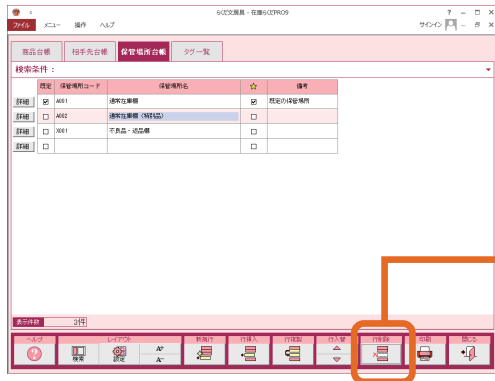 らくだ文房具 - 在庫らくだPRO9
ファイル メニュー 操作 ヘルプ サインイン
商品台帳 相手先台帳 保管場所台帳 タグ一覧
検索条件：
既定 保管場所コード 保管場所名 備考
詳細 A001 通常在庫棚 既定の保管場所
詳細 A002 通常在庫棚（特別品）
詳細 X001 不良品・返品棚
詳細
表示件数 3件
ヘルプ レイアウト 新規行 行挿入 行複製 行入替 行削除 印刷 閉じる
検索 設定 A+ A-